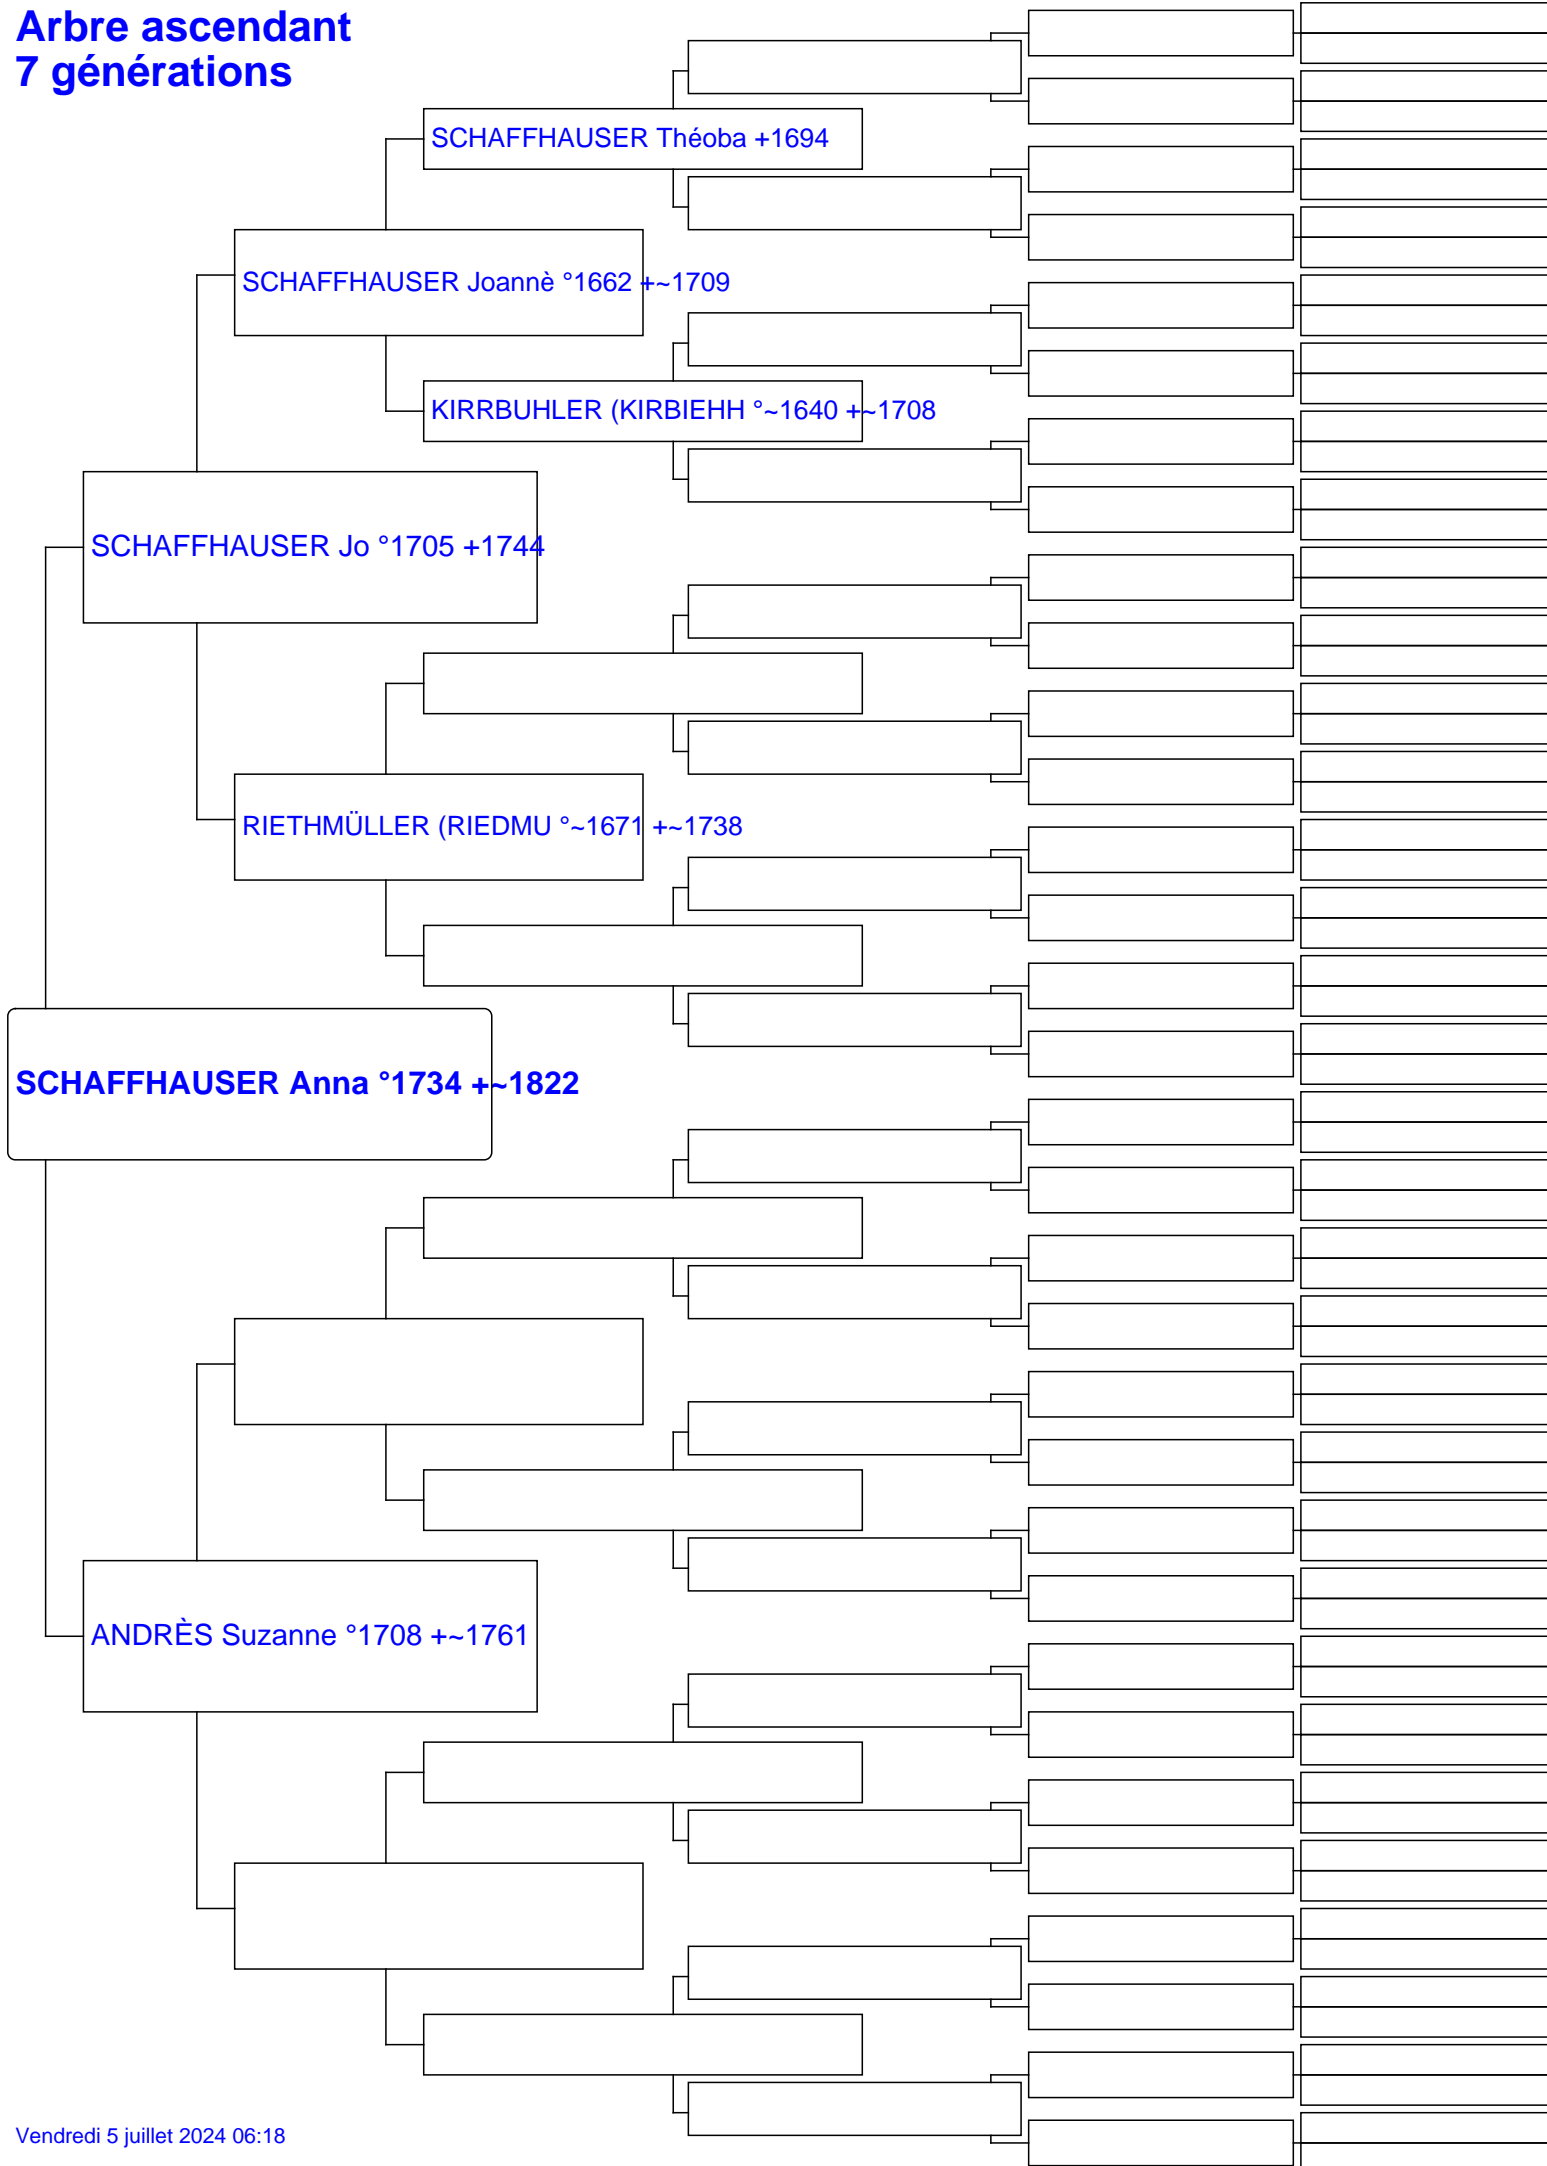 Arbre ascendant
7 générations
SCHAFFHAUSER Théoba +1694
SCHAFFHAUSER Joannè °1662 +~1709
KIRRBUHLER (KIRBIEHH °~1640 +~1708
SCHAFFHAUSER Jo °1705 +1744
RIETHMÜLLER (RIEDMU °~1671 +~1738
SCHAFFHAUSER Anna °1734 +~1822
ANDRÈS Suzanne °1708 +~1761
Vendredi 5 juillet 2024 06:18